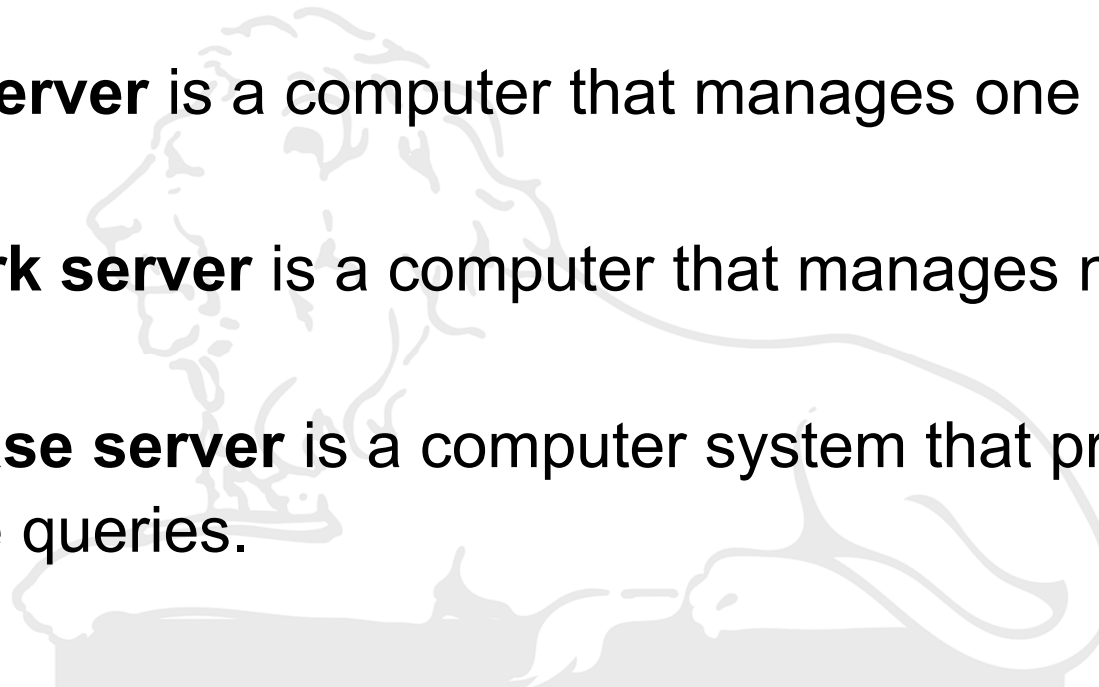 erver is a computer that manages one
rk server is a computer that manages
se server is a computer system that
queries.